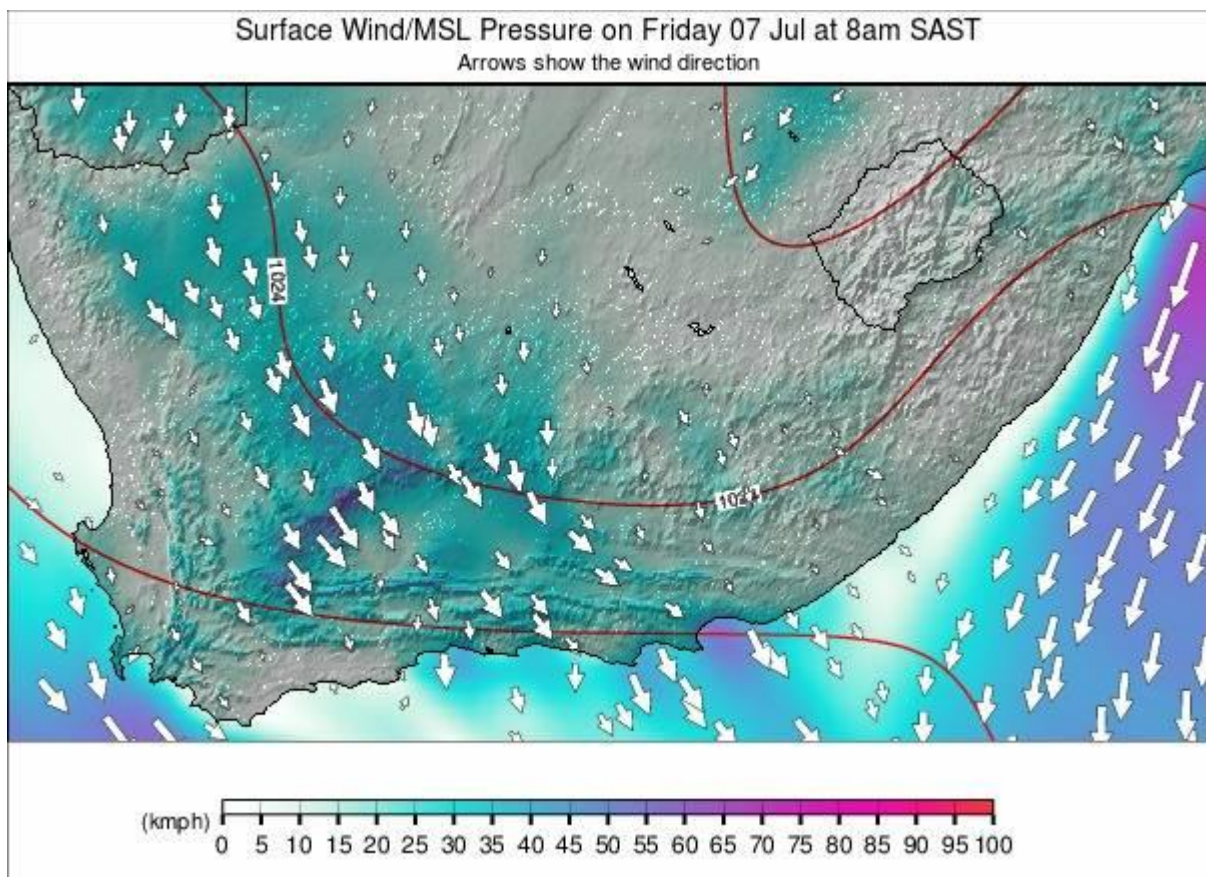 Surface Wind/MSL Pressure on Friday 07 Jul at 8am SAST
Arrows show the wind direction
1024
1024
(kmph)
0 5 10 15 20 25 30 35 40 45 50 55 60 65 70 75 80 85 90 95 100